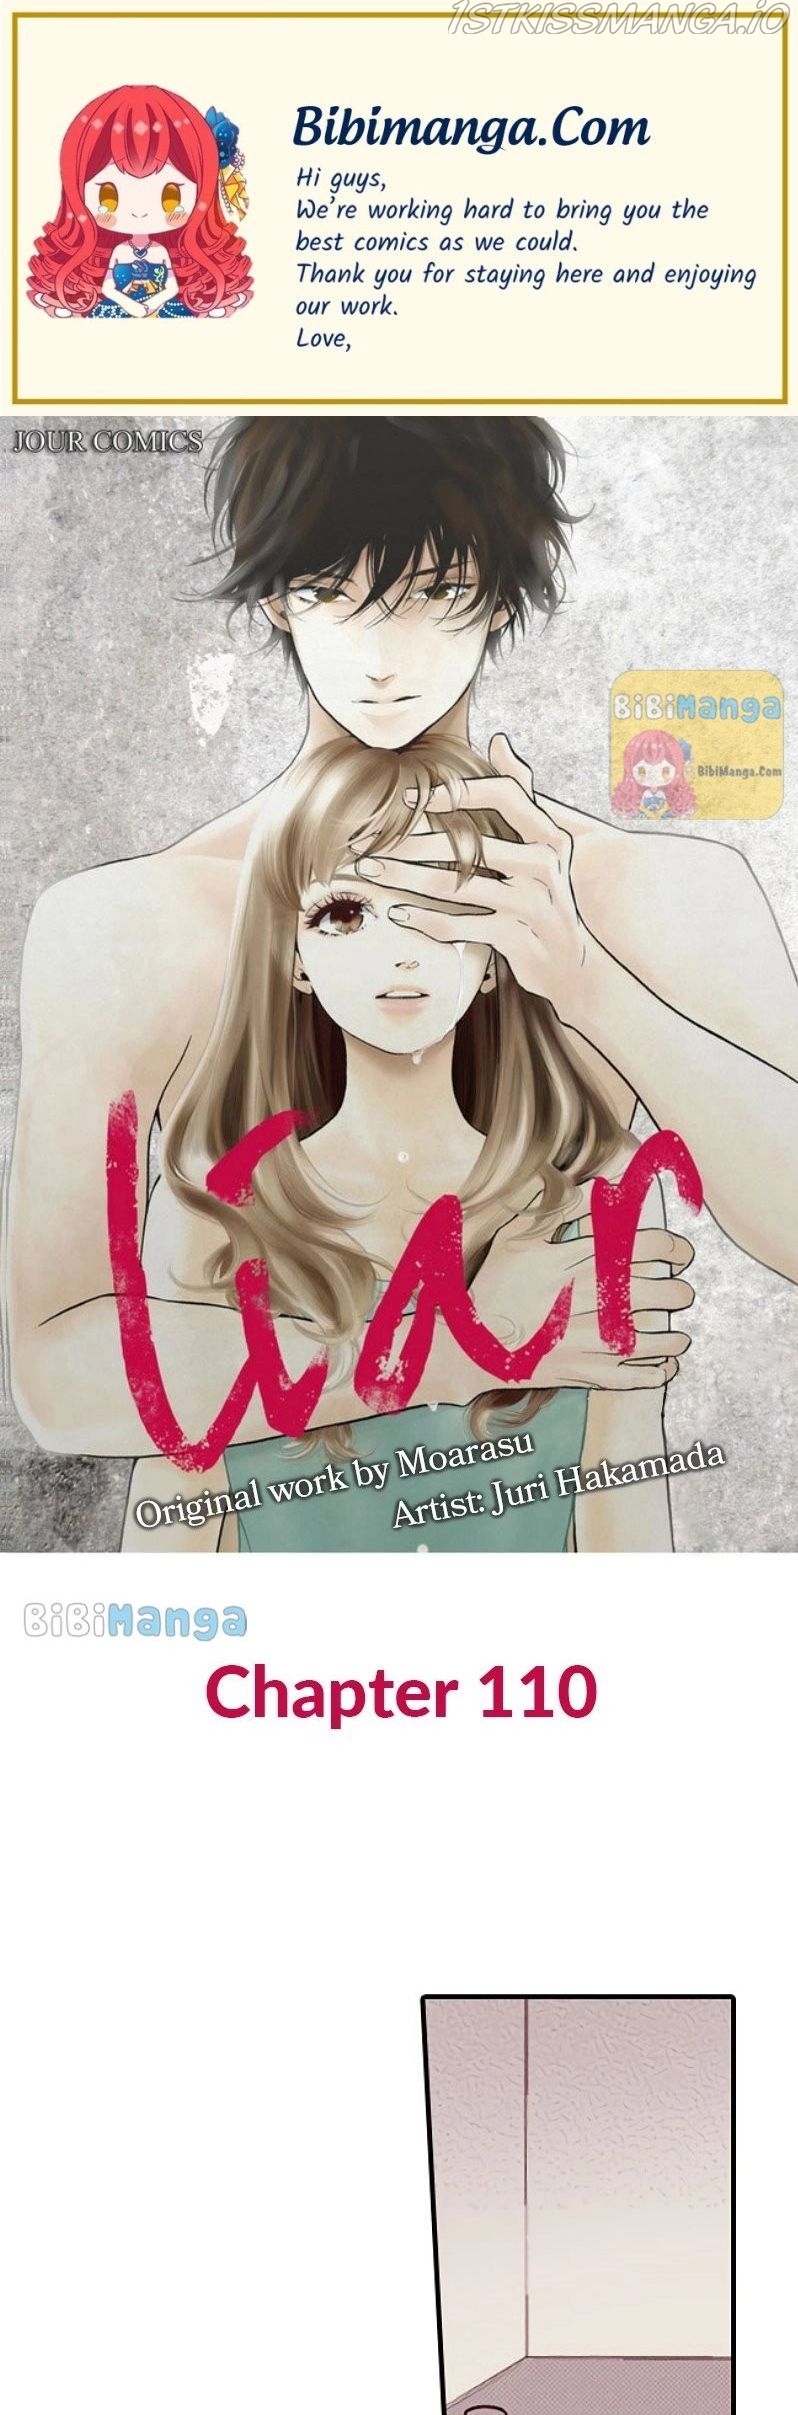 1STKISSMANGA.iO
Bibimanga.Com
Hi guys,
We're working hard to bring you the
best comics as we could.
Thank you for staying here and enjoying
our work.
Love,
JOUR COMICS
BiBiManga
BibiManga.Com
liar
Original work by Moarasu
Artist: Juri Hakamada
BiBiManga
Chapter 110